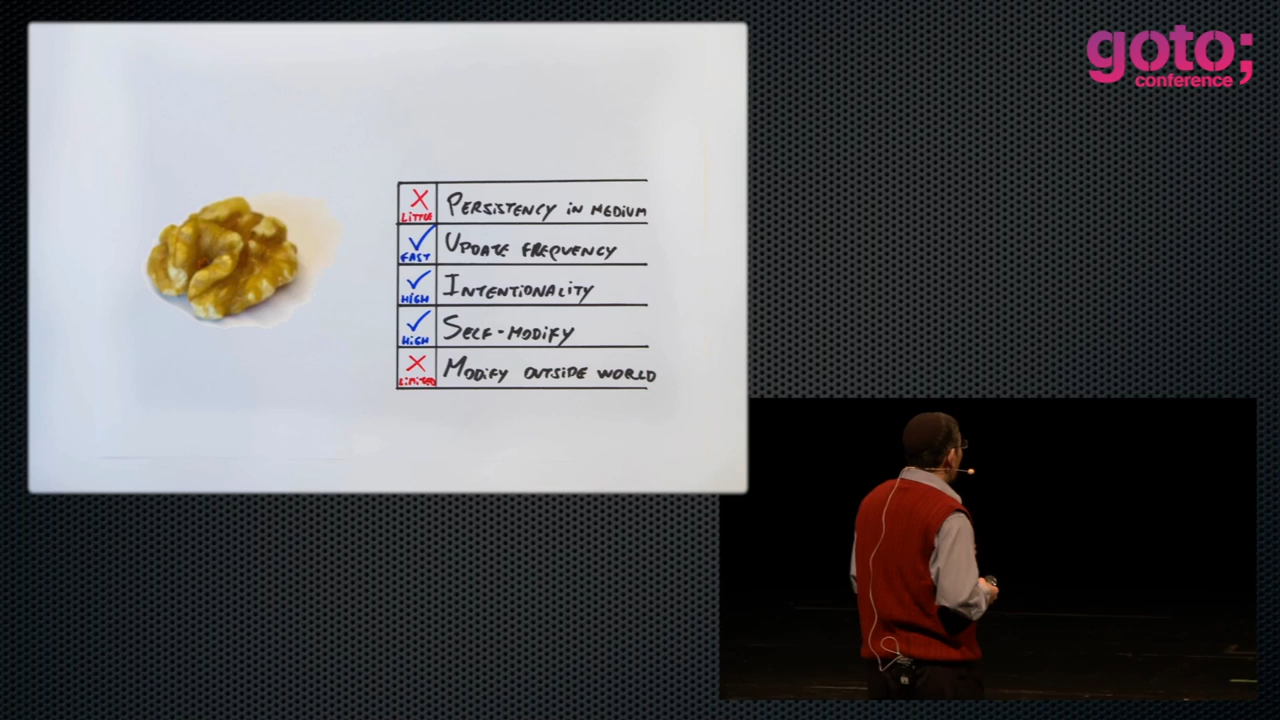 goto;
conference
LITTLE PERSISTENCY IN MEDIUM
FAST UPDATE FREQUENCY
HIGH INTENTIONALITY
HIGH SELF-MODIFY
LIMITED MODIFY OUTSIDE WORLD